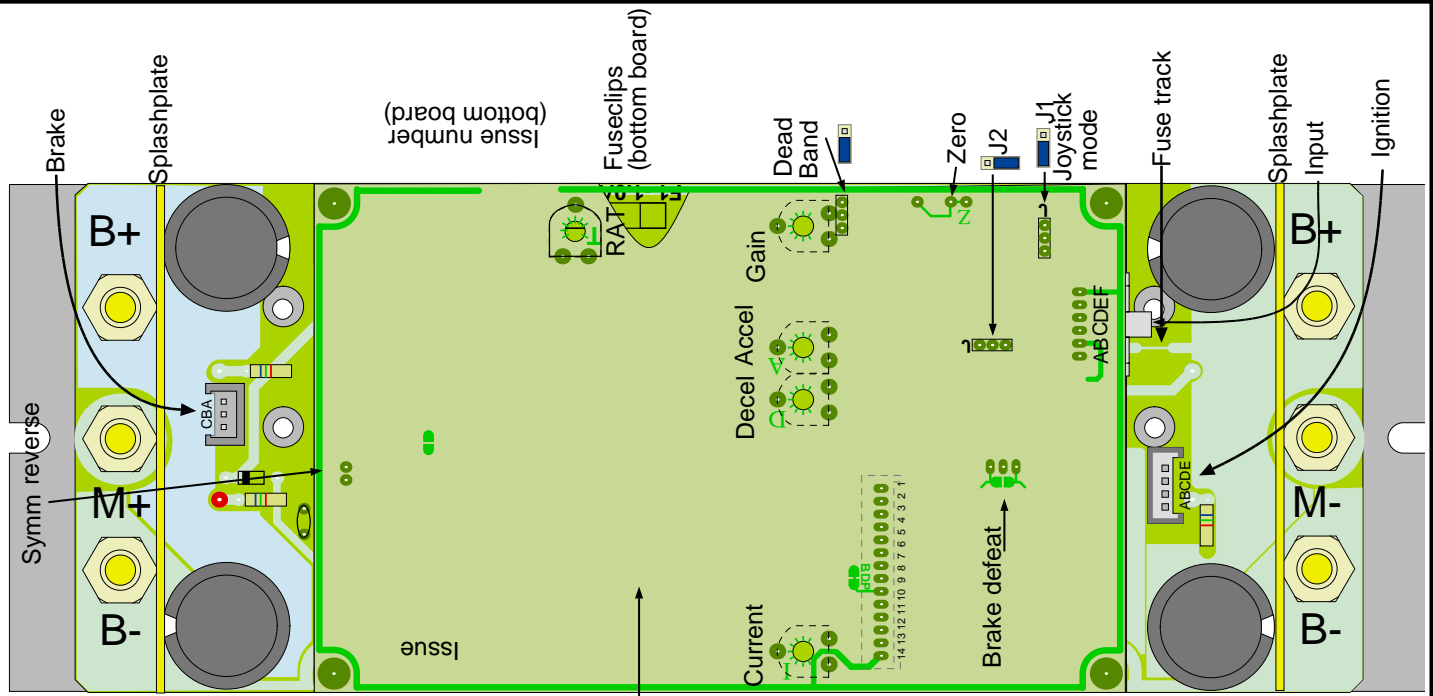 Brake
Splashplate
Issue number
(bottom board)
Fuseclips
(bottom board)
Dead
Band
Zero
J2
J1
Joystick
mode
Fuse track
Splashplate
Input
Ignition
B+
M+
B-
CBA
Symm reverse
RAT
Gain
Z
Accel
Decel
A
D
ABCDEF
Current
I
BDP
14 13 12 11 10 9 8 7 6 5 4 3 2 1
Brake defeat
Issue
B+
M-
B-
ABCDE